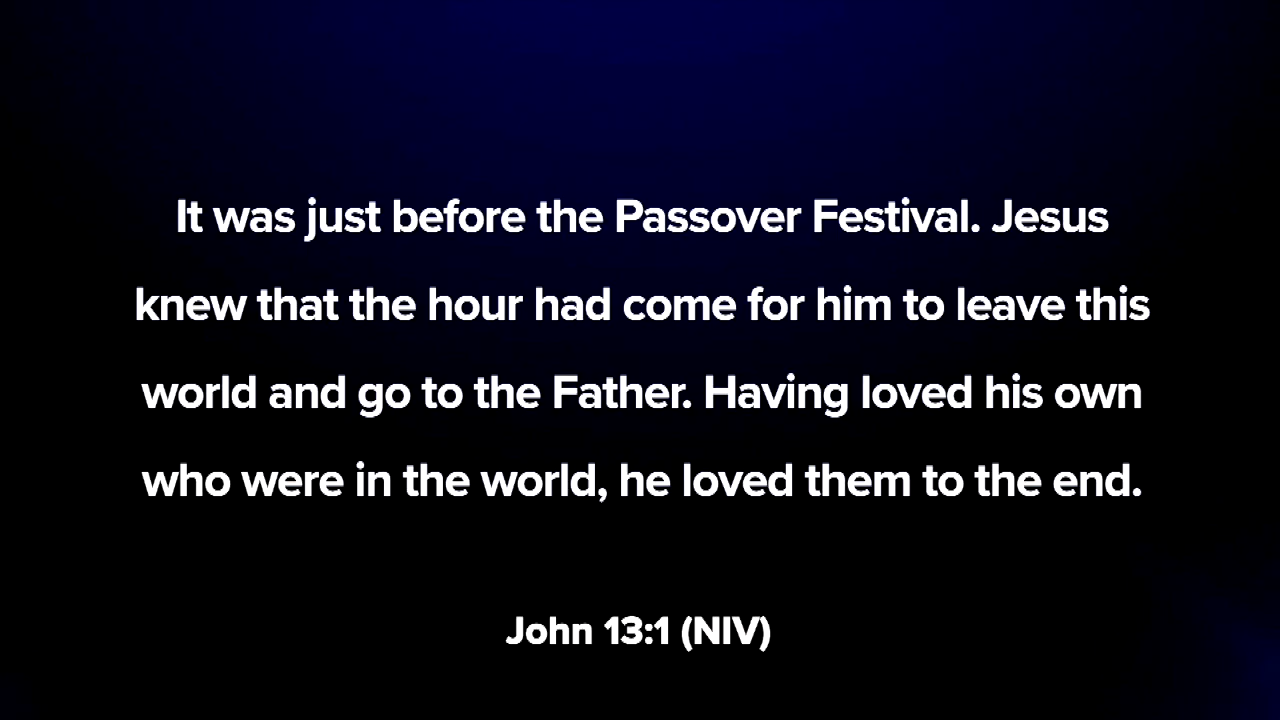 It was just before the Passover Festival. Jesus
knew that the hour had come for him to leave this
world and go to the Father. Having loved his own
who were in the world, he loved them to the end.
John 13:1 (NIV)